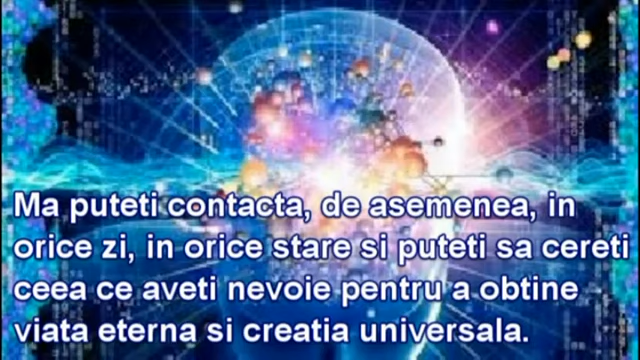 Ma puteti contacta, de asemenea, in
orice zi, in orice stare si puteti sa cereti
ceea ce aveti nevoie pentru a obtine
viata eterna si creatia universala.